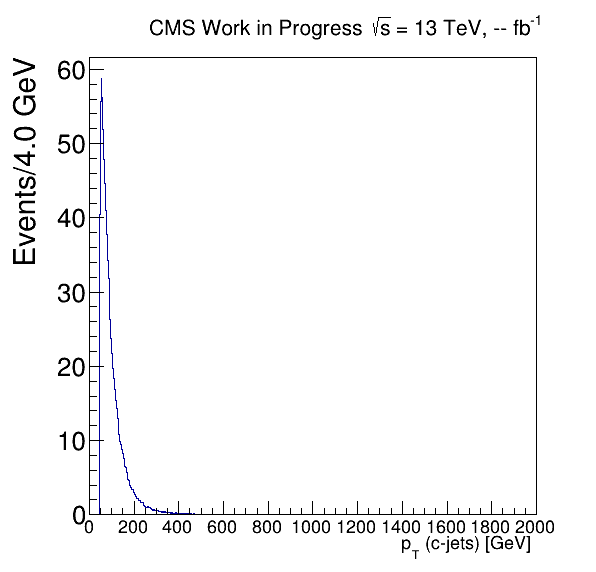 CMS Work in Progress √s = 13 TeV, -- fb⁻¹
Events/4.0 GeV
60
50
40
30
20
10
0
0 200 400 600 800 1000 1200 1400 1600 1800 2000
p_T (c-jets) [GeV]